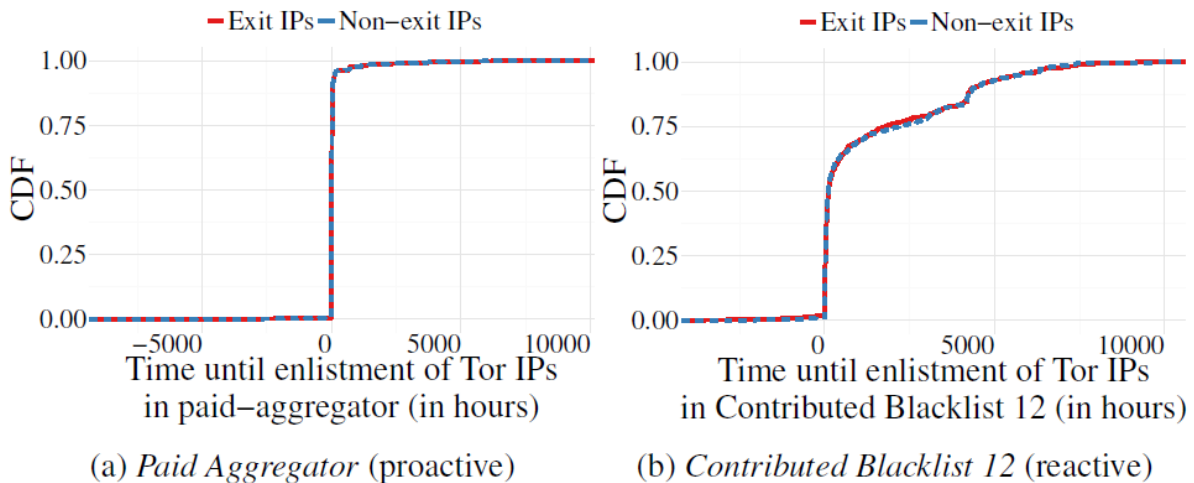 Exit IPs Non-exit IPs
1.00
0.75
0.50
0.25
0.00
CDF
−5000 0 5000 10000
Time until enlistment of Tor IPs
in paid−aggregator (in hours)
(a) Paid Aggregator (proactive)
Exit IPs Non-exit IPs
1.00
0.75
0.50
0.25
0.00
CDF
0 5000 10000
Time until enlistment of Tor IPs
in Contributed Blacklist 12 (in hours)
(b) Contributed Blacklist 12 (reactive)